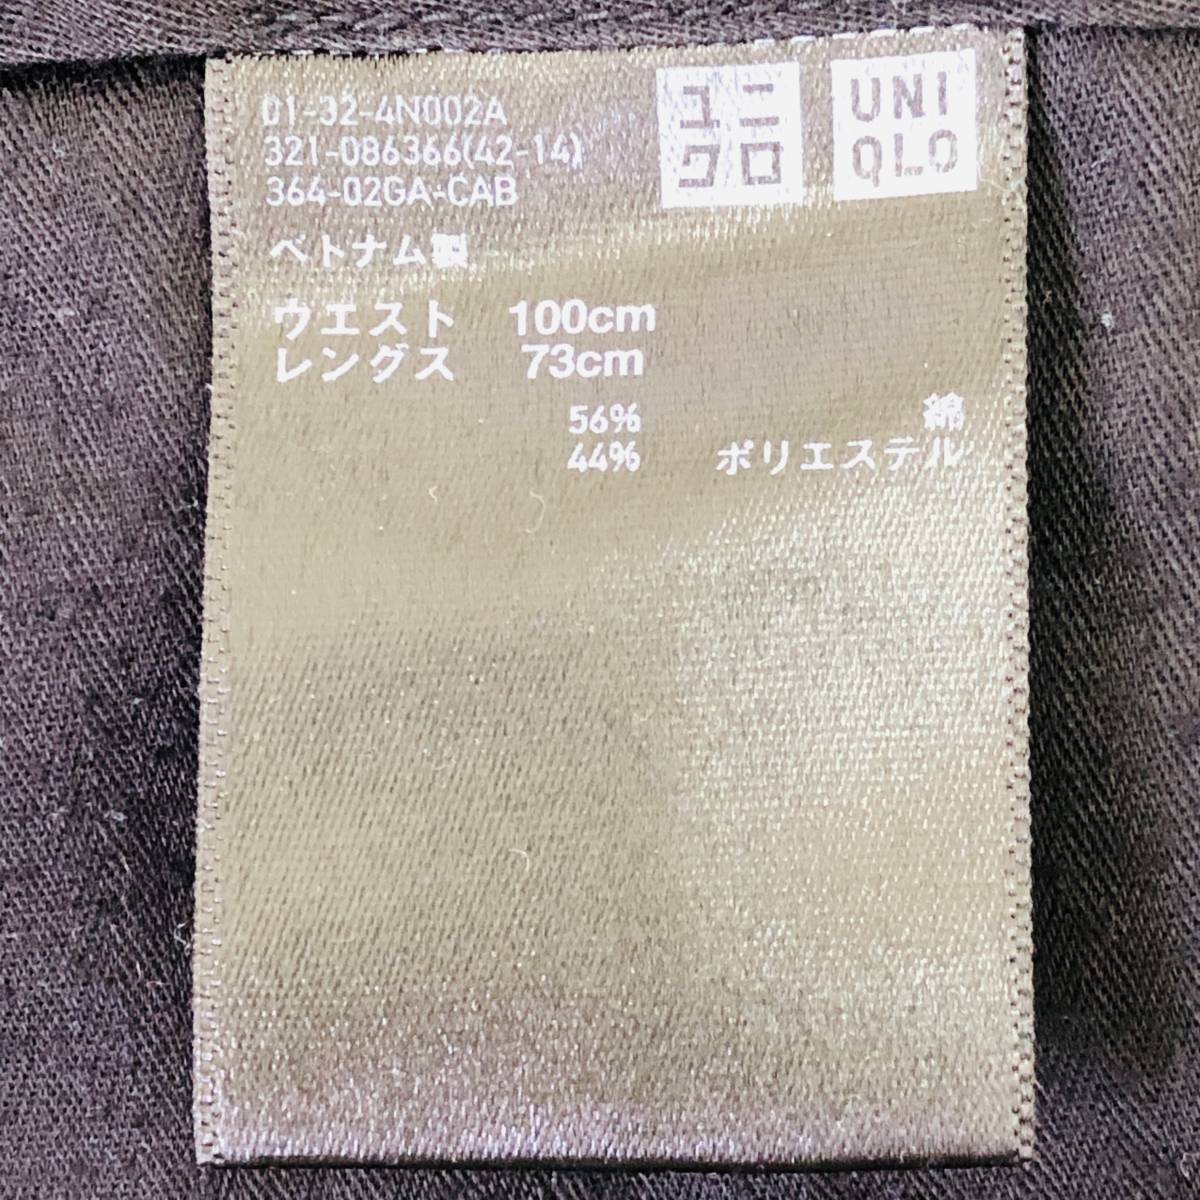 01-32-4N002A
321-086366(42-14)
364-02GA-CAB
ユニ
クロ
UNI
QLO
ベトナム製
ウエスト 100cm
レングス 73cm
56% 綿
44% ポリエステル